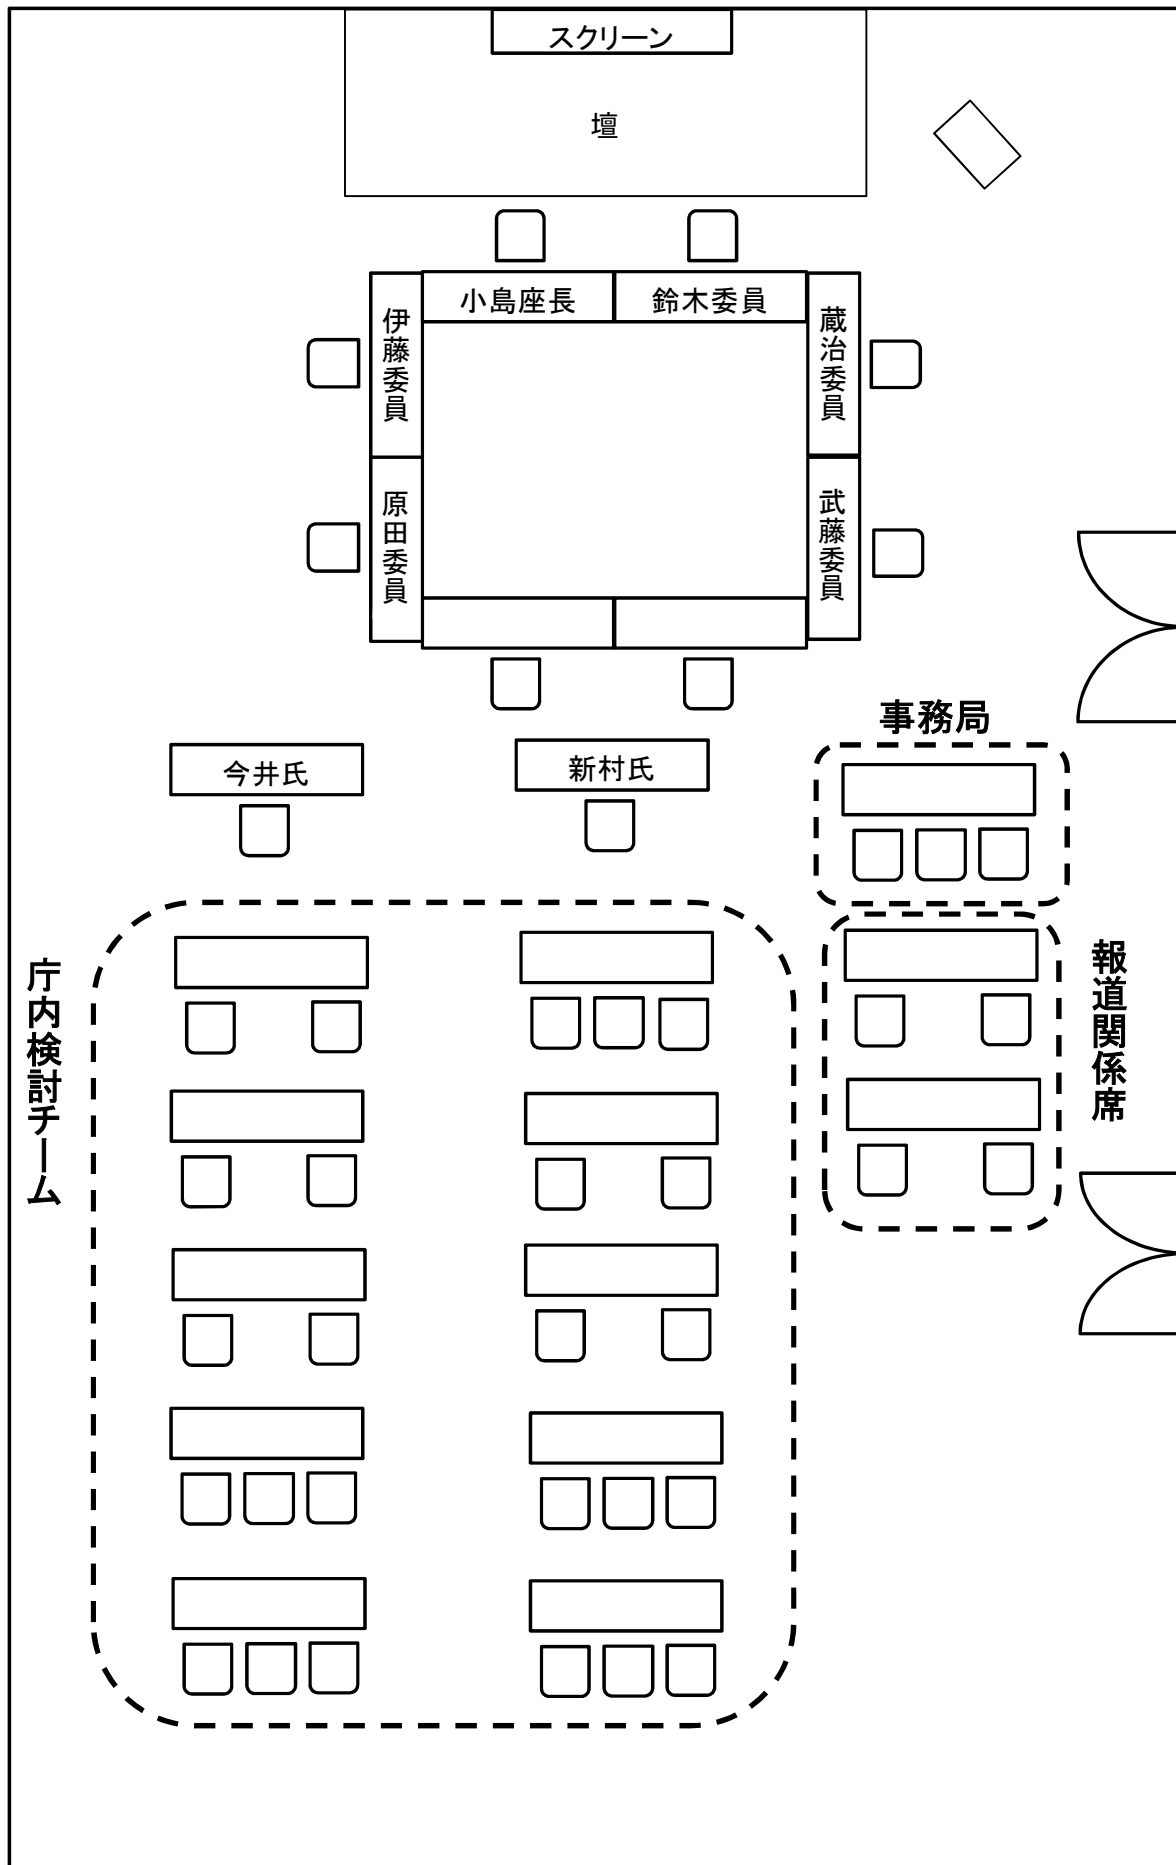 スクリーン
壇
小島座長
鈴木委員
伊藤委員
蔵治委員
原田委員
武藤委員
事務局
今井氏
新村氏
庁内検討チーム
報道関係席